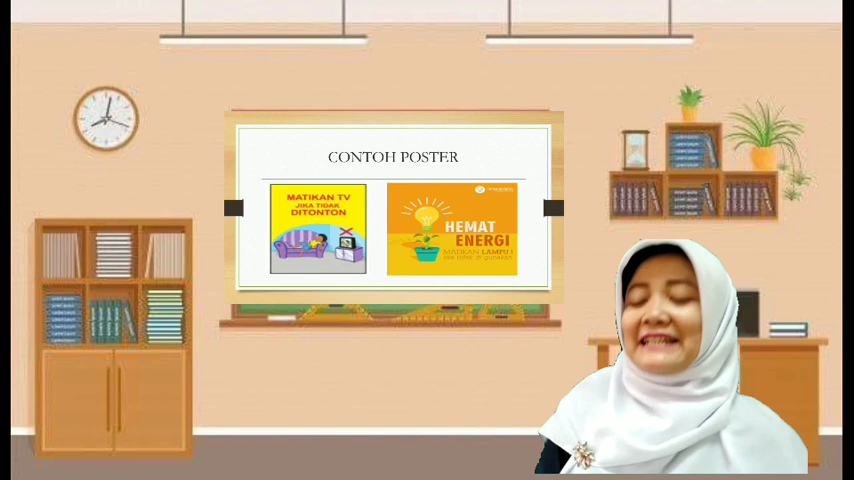 CONTOH POSTER
MATIKAN TV
JIKA TIDAK
DITONTON
HEMAT
ENERGI
MATIKAN LAMPU !